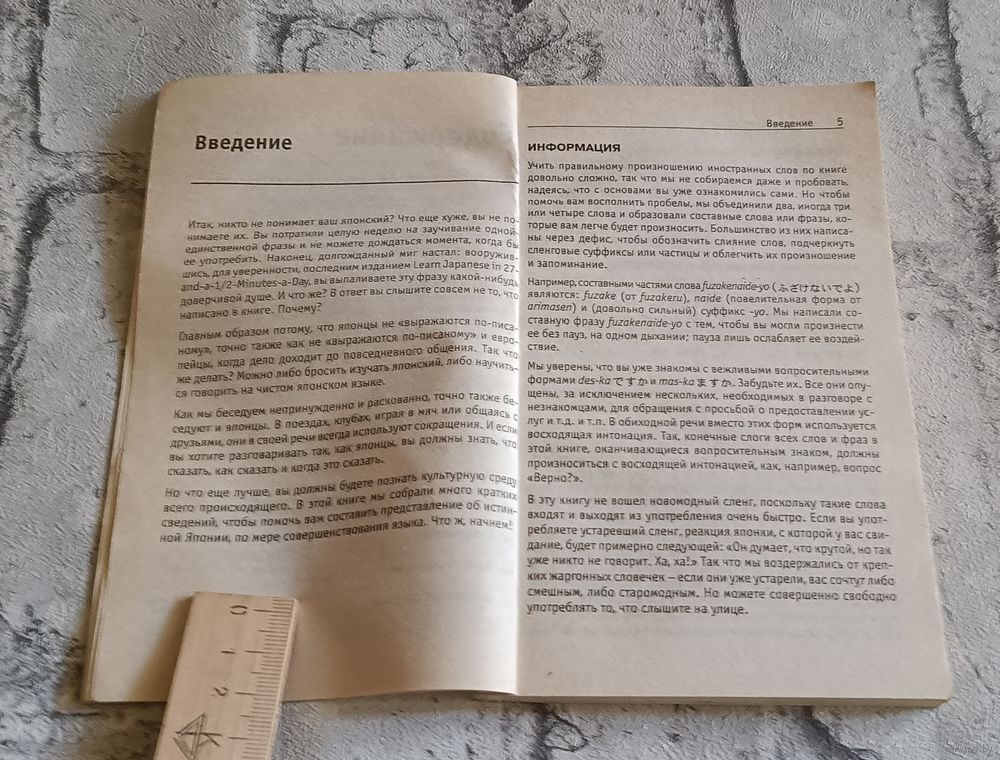 Введение
Итак, никто не понимает ваш японский? Что еще хуже, вы не по-
нимаете их. Вы потратили целую неделю на заучивание одной-
единственной фразы и не можете дождаться момента, когда бы
ее употребить. Наконец, долгожданный миг настал: вооружив-
шись, для уверенности, последним изданием Learn Japanese in 27-
and-a-1/2-Minutes-a-Day, вы выпаливаете эту фразу какой-нибудь
доверчивой душе. И что же? В ответ вы слышите совсем не то, что
написано в книге. Почему?
Главным образом потому, что японцы не «выражаются по-писа-
ному», точно также как не «выражаются по-писаному» и евро-
пейцы, когда дело доходит до повседневного общения. Так что
же делать? Можно либо бросить изучать японский, либо научить-
ся говорить на чистом японском языке.
Как мы беседуем непринужденно и раскованно, точно также бе-
седуют и японцы. В поездах, клубах, играя в мяч или общаясь с
друзьями, они в своей речи всегда используют сокращения. И если
вы хотите разговаривать так, как японцы, вы должны знать, что
сказать, как сказать и когда это сказать.
Но что еще лучше, вы должны будете познать культурную среду
всего происходящего. В этой книге мы собрали много кратких
сведений, чтобы помочь вам составить представление об истин-
ной Японии, по мере совершенствования языка. Что ж, начнем!
Введение 5
ИНФОРМАЦИЯ
Учить правильному произношению иностранных слов по книге
довольно сложно, так что мы не собираемся даже и пробовать,
надеясь, что с основами вы уже ознакомились сами. Но чтобы
помочь вам восполнить пробелы, мы объединили два, иногда три
или четыре слова и образовали составные слова или фразы, ко-
торые вам легче будет произносить. Большинство из них написа-
ны через дефис, чтобы обозначить слияние слов, подчеркнуть
сленговые суффиксы или частицы и облегчить их произношение
и запоминание.
Например, составными частями слова fuzakenaide-yo (ふざけないでよ)
являются: fuzake (от fuzakeru), naide (повелительная форма от
arimasen) и (довольно сильный) суффикс -yo. Мы написали со-
ставную фразу fuzakenaide-yo с тем, чтобы вы могли произнести
ее без пауз, на одном дыхании; пауза лишь ослабляет ее воздей-
ствие.
Мы уверены, что вы уже знакомы с вежливыми вопросительными
формами des-ka ですか и mas-ka ますか. Забудьте их. Все они опу-
щены, за исключением нескольких, необходимых в разговоре с
незнакомцами, для обращения с просьбой о предоставлении ус-
луг и т.д. и т.п. В обиходной речи вместо этих форм используется
восходящая интонация. Так, конечные слоги всех слов и фраз в
этой книге, оканчивающиеся вопросительным знаком, должны
произноситься с восходящей интонацией, как, например, вопрос
«Верно?».
В эту книгу не вошел новомодный сленг, поскольку такие слова
входят и выходят из употребления очень быстро. Если вы упот-
ребляете устаревший сленг, реакция японки, с которой у вас сви-
дание, будет примерно следующей: «Он думает, что крутой, но так
уже никто не говорит. Ха, ха!» Так что мы воздержались от креп-
ких жаргонных словечек – если они уже устарели, вас сочтут либо
смешным, либо старомодным. Но можете совершенно свободно
употреблять то, что слышите на улице.
0
1
2